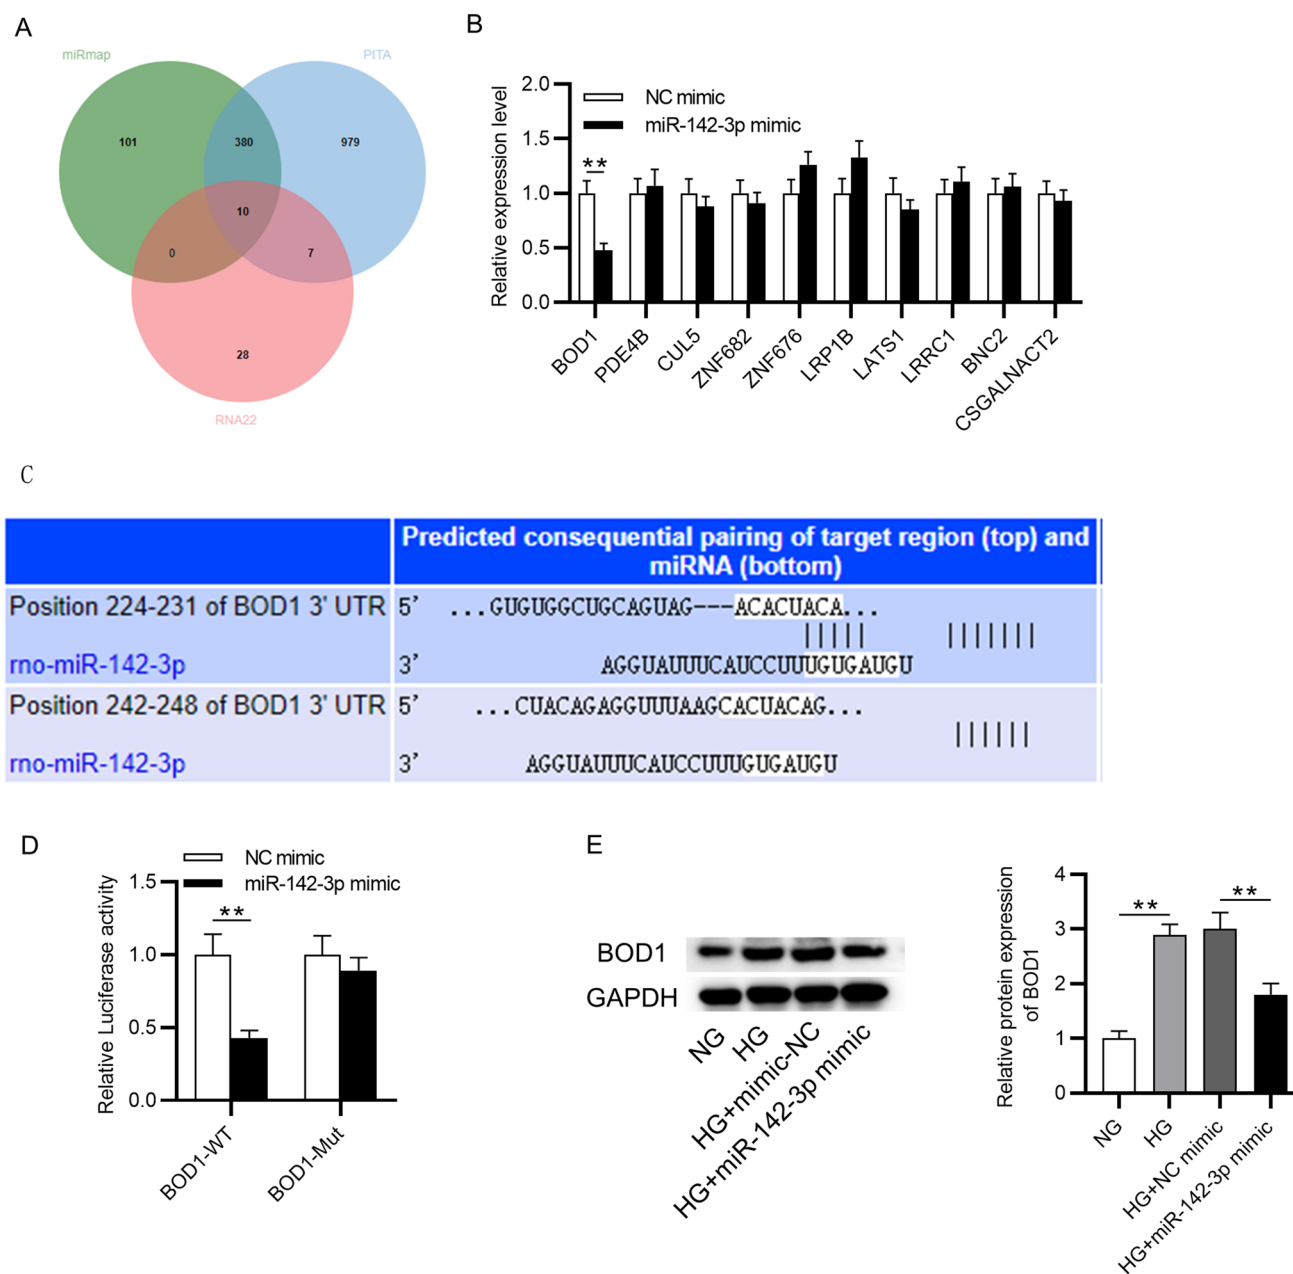 A
miRmap
PITA
101
380
979
10
0
7
28
RNA22
B
Relative expression level
2.0
1.5
1.0
0.5
0.0
NC mimic
miR-142-3p mimic
**
BOD1
PDE4B
CUL5
ZNF682
ZNF676
LRP1B
LATS1
LRRC1
BNC2
CSGALNACT2
C
Predicted consequential pairing of target region (top) and
miRNA (bottom)
Position 224-231 of BOD1 3' UTR 5' ...GUGUGGCUGCAGUAG---ACACUACA...
||||| |||||||
rno-miR-142-3p 3' AGGUAUUUCAUCCUUUGUGAUGU
Position 242-248 of BOD1 3' UTR 5' ...CUACAGAGGUUUAAGCACUACAG...
||||||
rno-miR-142-3p 3' AGGUAUUUCAUCCUUUGUGAUGU
D
NC mimic
miR-142-3p mimic
Relative Luciferase activity
1.5
1.0
0.5
0.0
**
BOD1-WT
BOD1-Mut
E
BOD1
GAPDH
NG
HG
HG+mimic-NC
HG+miR-142-3p mimic
Relative protein expression
of BOD1
4
3
2
1
0
**
**
NG
HG
HG+NC mimic
HG+miR-142-3p mimic